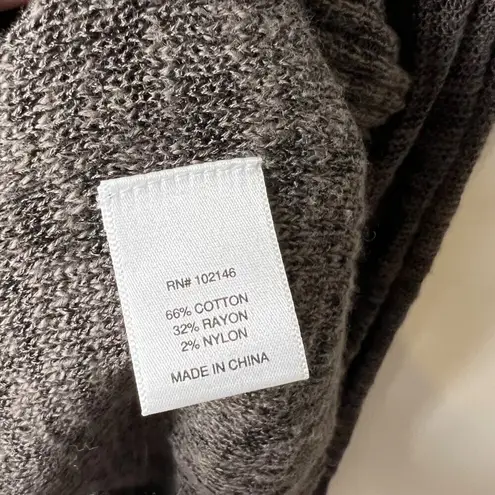 RN# 102146
66% COTTON
32% RAYON
2% NYLON
MADE IN CHINA